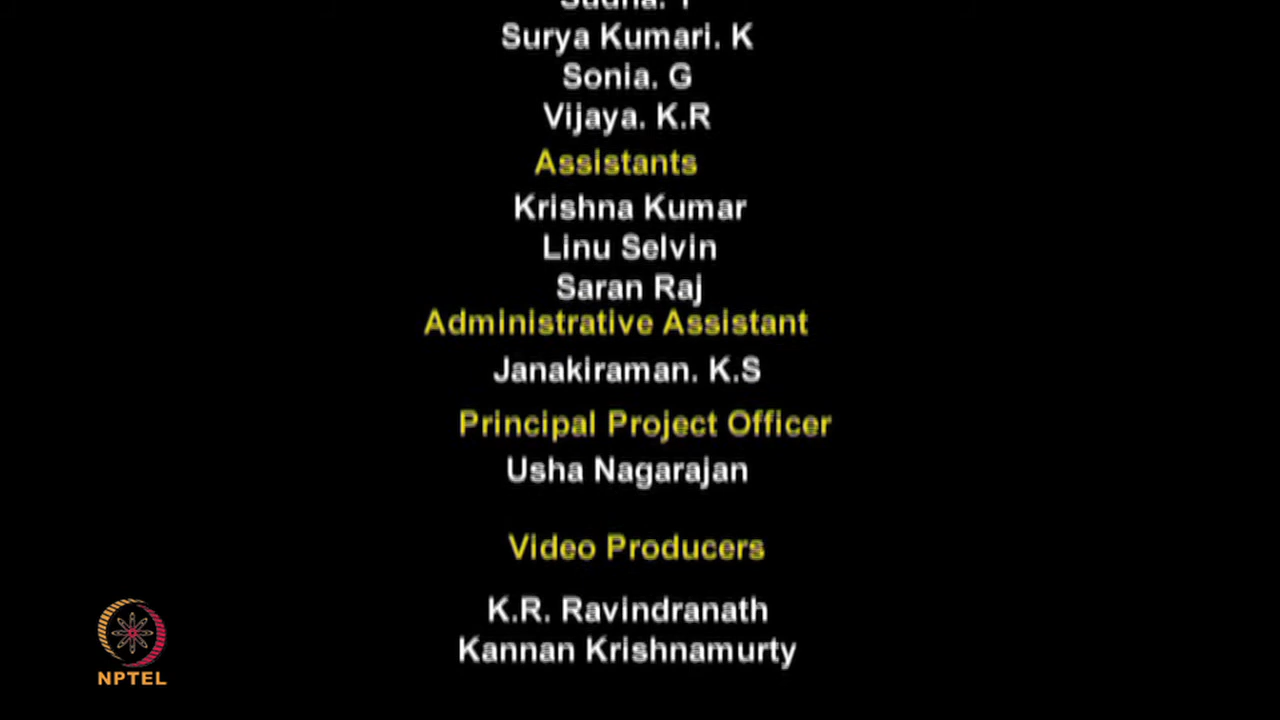 Surya Kumari. K
Sonia. G
Vijaya. K.R
Assistants
Krishna Kumar
Linu Selvin
Saran Raj
Administrative Assistant
Janakiraman. K.S
Principal Project Officer
Usha Nagarajan
Video Producers
K.R. Ravindranath
Kannan Krishnamurty
NPTEL